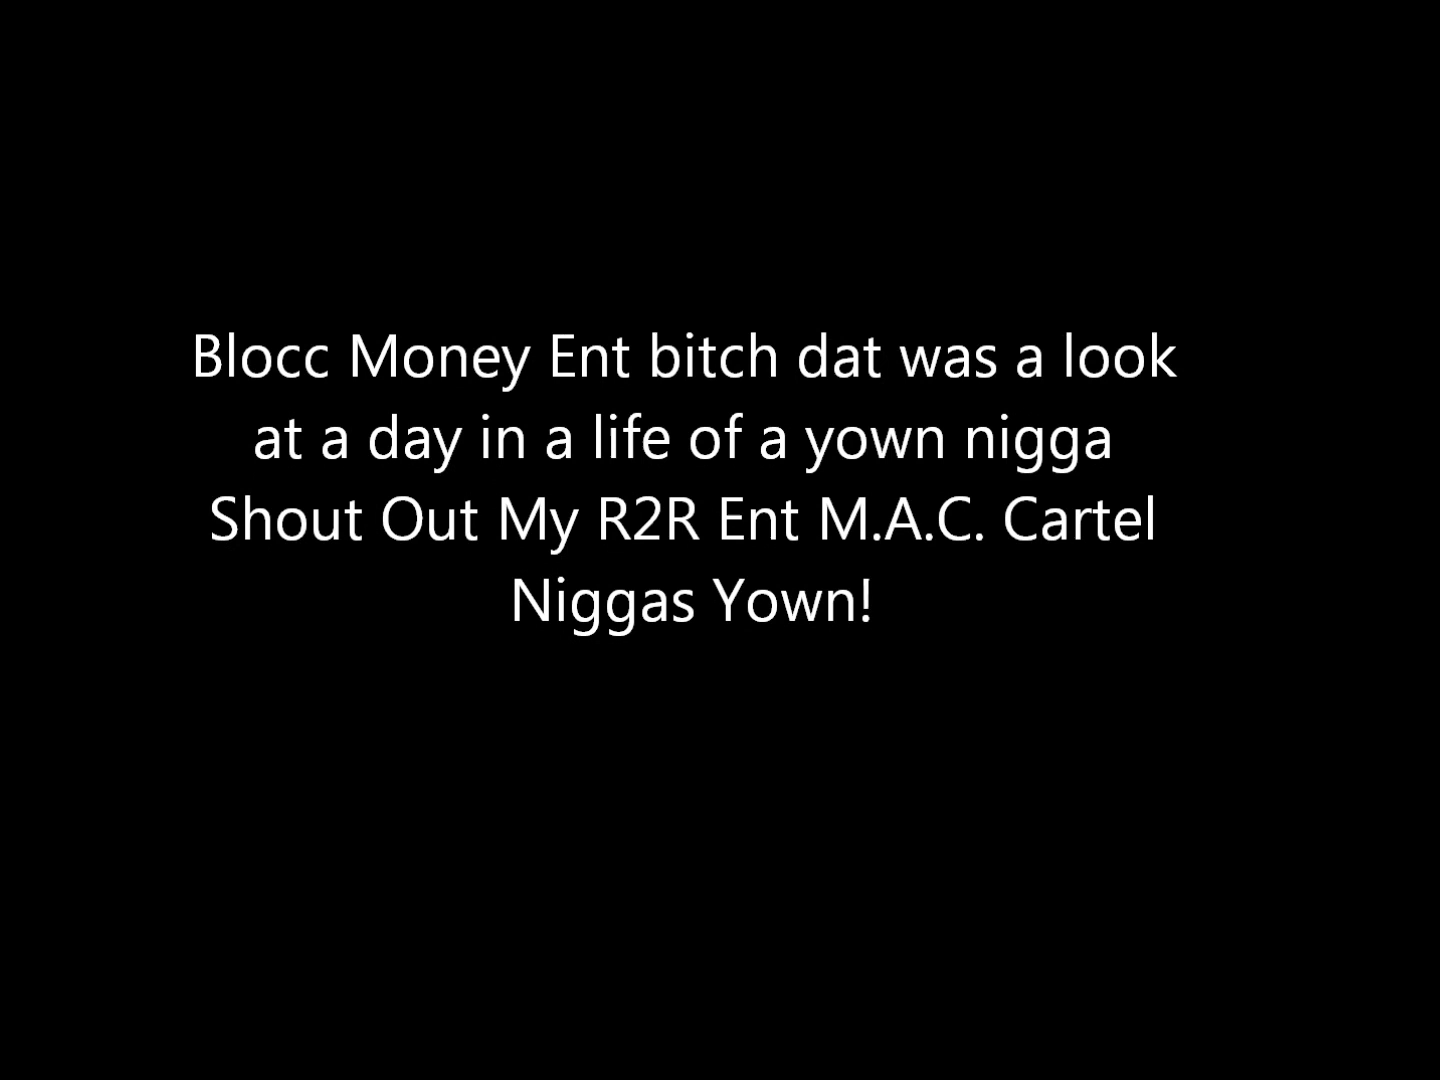 Blocc Money Ent bitch dat was a look
at a day in a life of a yown nigga
Shout Out My R2R Ent M.A.C. Cartel
Niggas Yown!